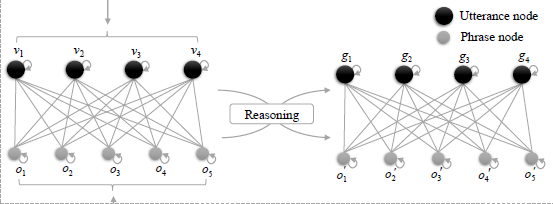 Utterance node
Phrase node
v₁ v₂ v₃ v₄
g₁ g₂ g₃ g₄
Reasoning
o₁ o₂ o₃ o₄ o₅
o₁′ o₂′ o₃′ o₄′ o₅′